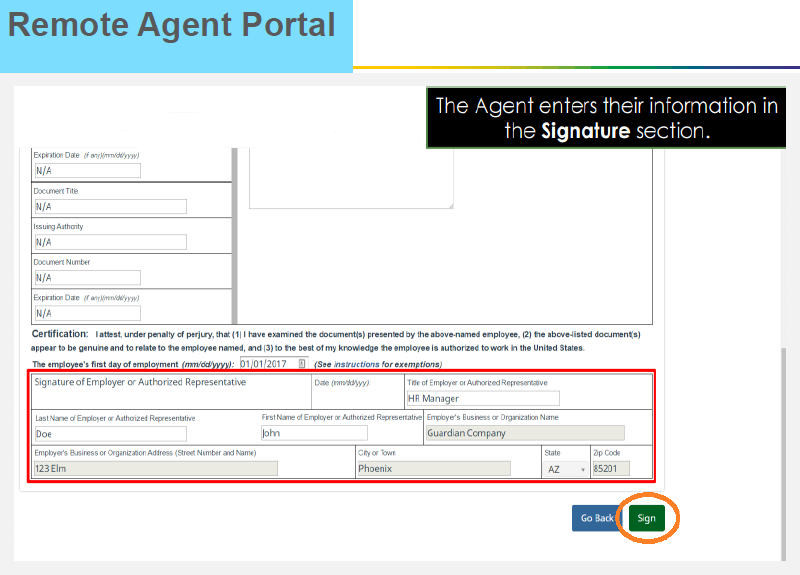 Remote Agent Portal
The Agent enters their information in
the Signature section.
Expiration Date (if any)(mm/dd/yyyy)
N/A
Document Title
N/A
Issuing Authority
N/A
Document Number
N/A
Expiration Date (if any)(mm/dd/yyyy)
N/A
Certification: I attest, under penalty of perjury, that (1) I have examined the document(s) presented by the above-named employee, (2) the above-listed document(s)
appear to be genuine and to relate to the employee named, and (3) to the best of my knowledge the employee is authorized to work in the United States.
The employee's first day of employment (mm/dd/yyyy): 01/01/2017 (See instructions for exemptions)
Signature of Employer or Authorized Representative Date (mm/dd/yyyy) Title of Employer or Authorized Representative
HR Manager
Last Name of Employer or Authorized Representative First Name of Employer or Authorized Representative Employer's Business or Organization Name
Doe John Guardian Company
Employer's Business or Organization Address (Street Number and Name) City or Town State Zip Code
123 Elm Phoenix AZ 85201
Go Back Sign